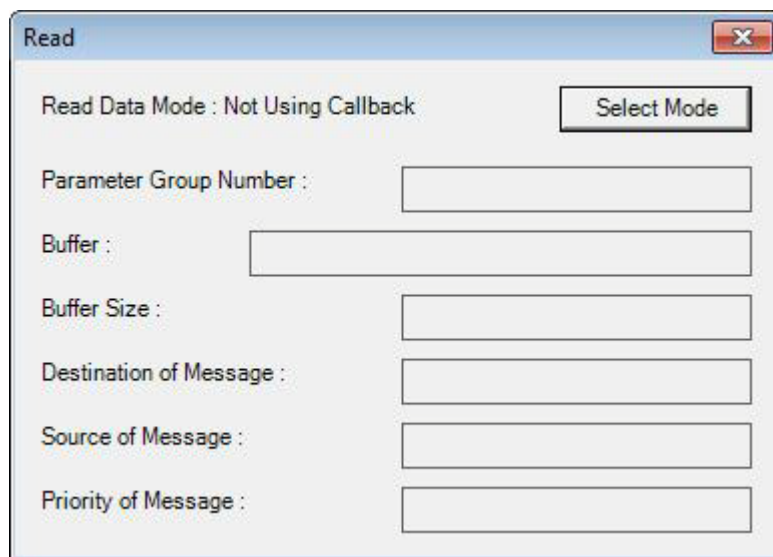 Read
Read Data Mode : Not Using Callback
Select Mode
Parameter Group Number :
Buffer :
Buffer Size :
Destination of Message :
Source of Message :
Priority of Message :